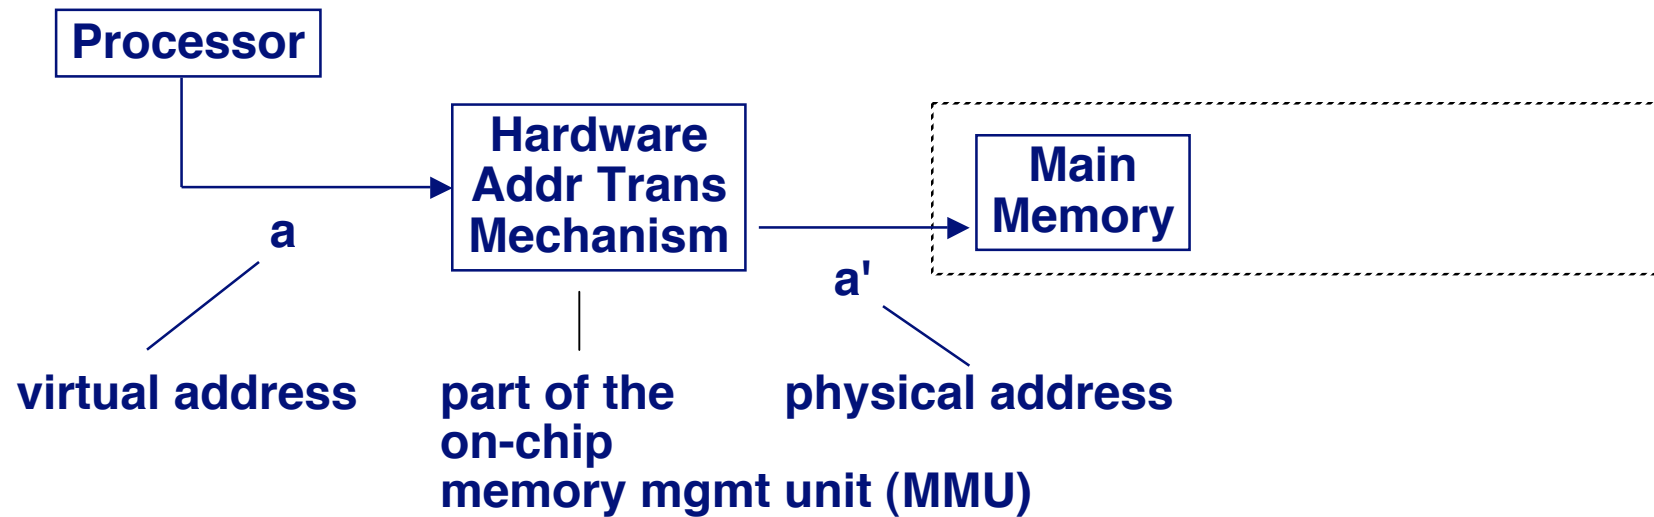 Processor
Hardware
Addr Trans
Mechanism
Main
Memory
a
a'
virtual address
part of the
on-chip
memory mgmt unit (MMU)
physical address